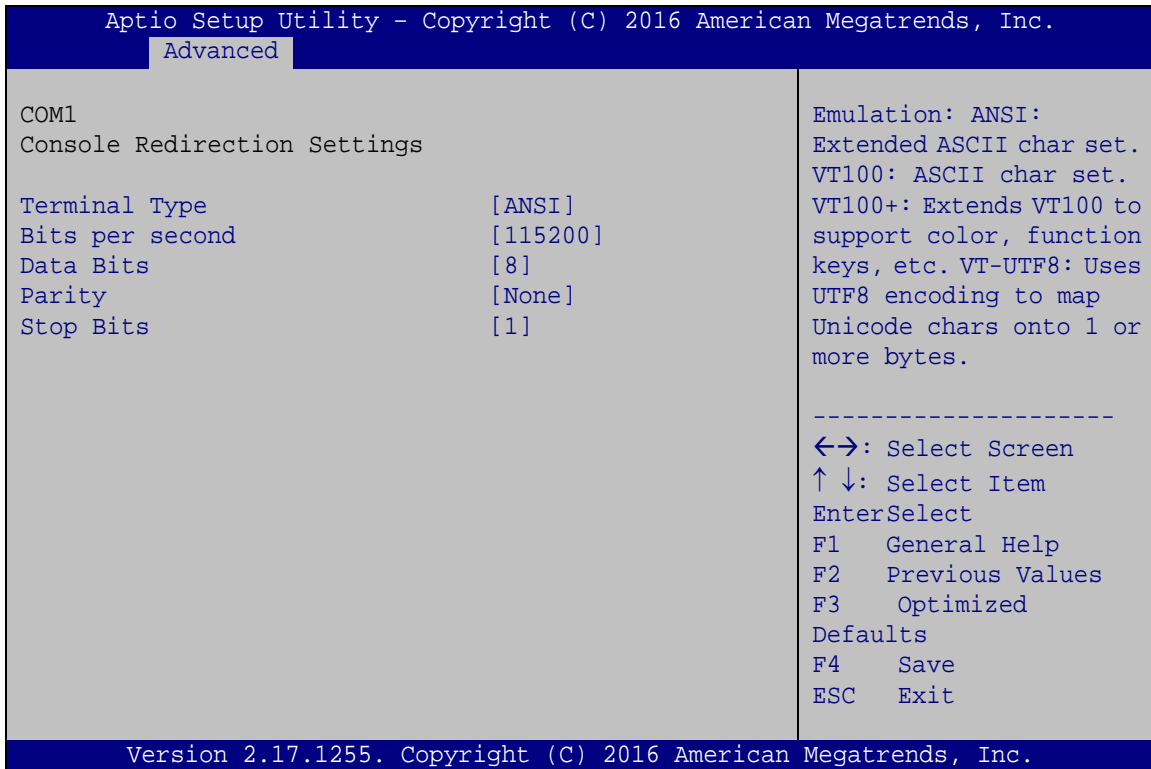 Aptio Setup Utility – Copyright (C) 2016 American Megatrends, Inc.
Advanced
COM1
Console Redirection Settings
Terminal Type [ANSI]
Bits per second [115200]
Data Bits [8]
Parity [None]
Stop Bits [1]
Emulation: ANSI:
Extended ASCII char set.
VT100: ASCII char set.
VT100+: Extends VT100 to
support color, function
keys, etc. VT-UTF8: Uses
UTF8 encoding to map
Unicode chars onto 1 or
more bytes.
---------------------
←→: Select Screen
↑ ↓: Select Item
EnterSelect
F1 General Help
F2 Previous Values
F3 Optimized
Defaults
F4 Save
ESC Exit
Version 2.17.1255. Copyright (C) 2016 American Megatrends, Inc.